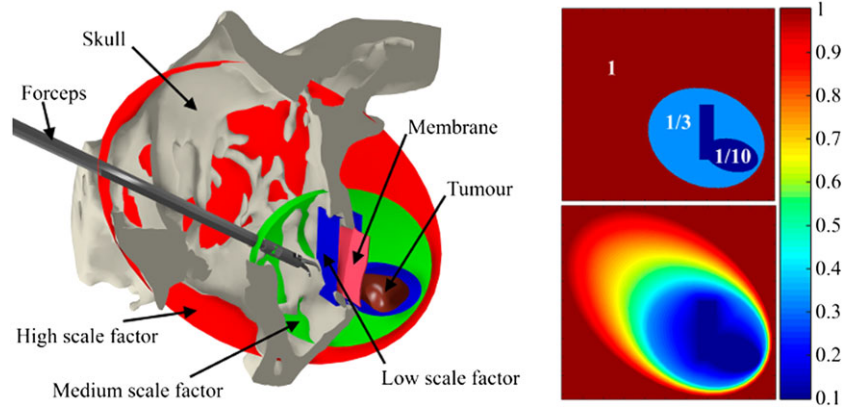 Skull
Forceps
Membrane
Tumour
High scale factor
Medium scale factor
Low scale factor
1
1/3
1/10
1
0.9
0.8
0.7
0.6
0.5
0.4
0.3
0.2
0.1